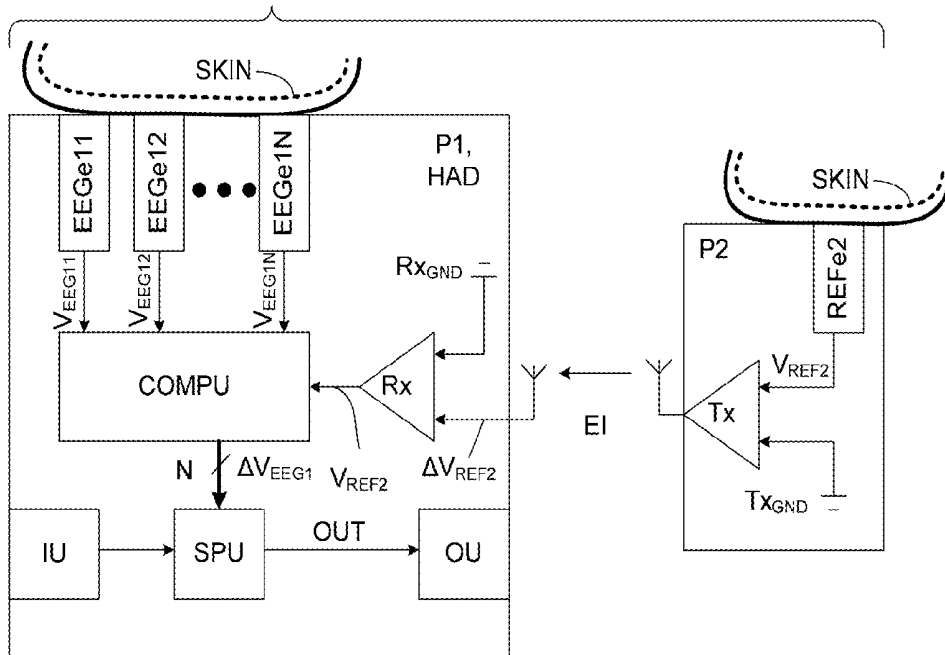 SKIN
EEGe11
EEGe12
EEGe1N
P1,
HAD
SKIN
P2
REFe2
VEEG11
VEEG12
VEEG1N
RxGND
COMPU
Rx
VREF2
Tx
EI
N
ΔVEEG1
VREF2
ΔVREF2
TxGND
IU
SPU
OUT
OU